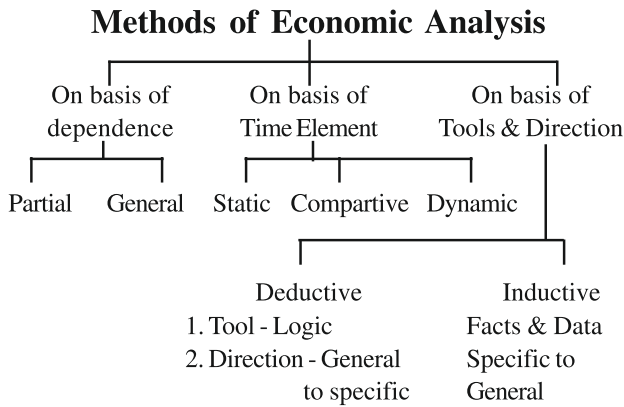 Methods of Economic Analysis
On basis of dependence
On basis of Time Element
On basis of Tools & Direction
Partial General Static Compartive Dynamic
Deductive Inductive
1. Tool - Logic Facts & Data
2. Direction - General Specific to
to specific General